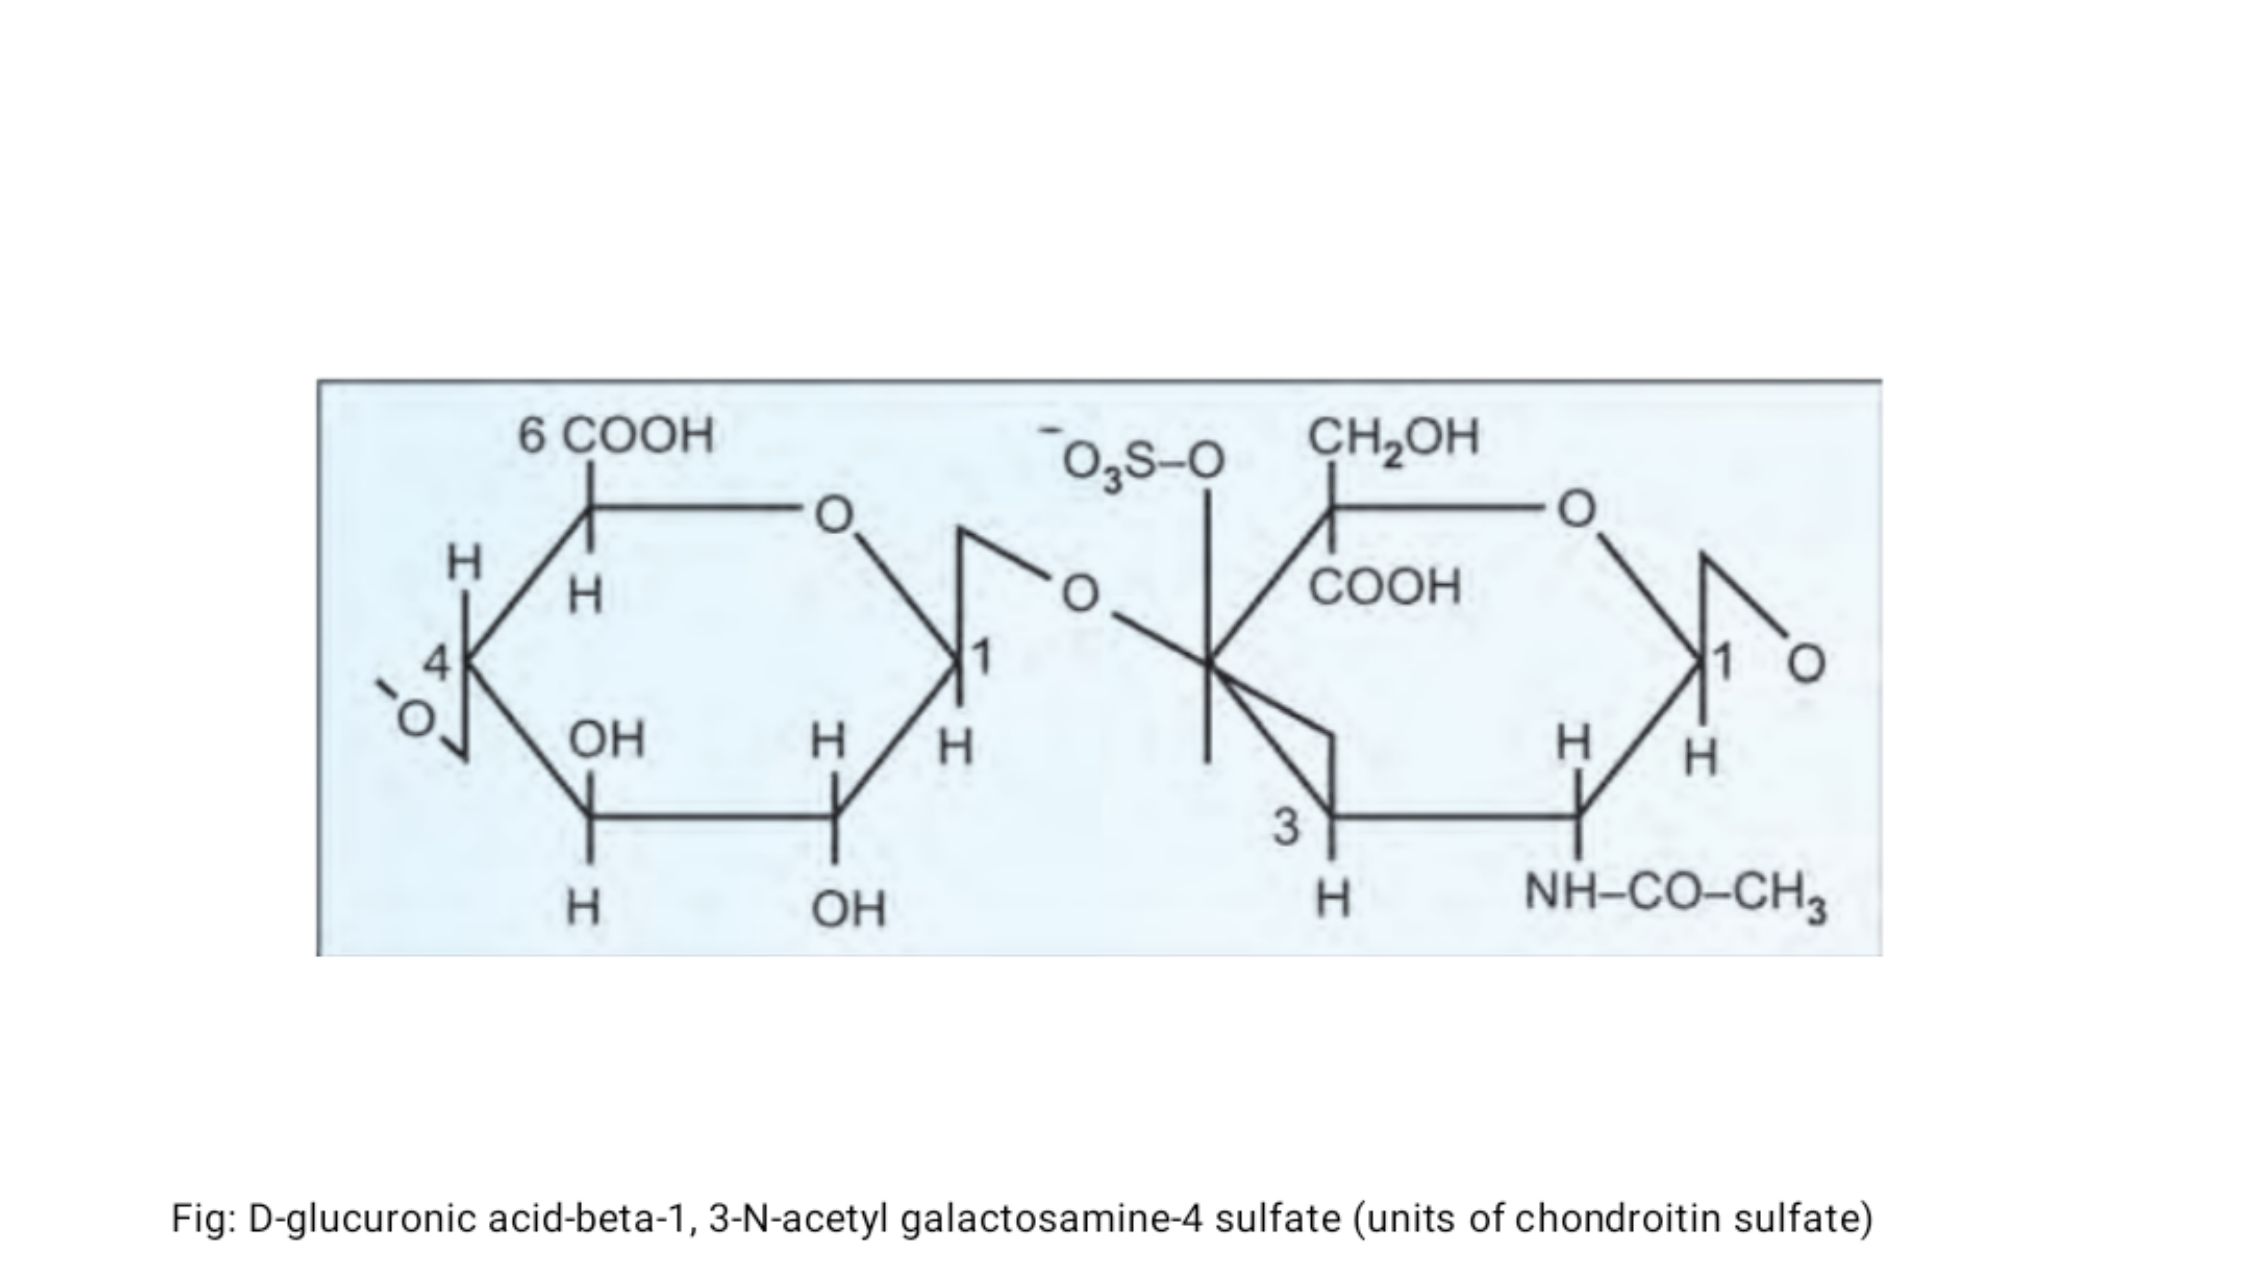 6 COOH
⁻O₃S–O
CH₂OH
O
O
H
H
O
COOH
4
1
1
O
O
OH
H
H
H
H
3
H
OH
H
NH–CO–CH₃
Fig: D-glucuronic acid-beta-1, 3-N-acetyl galactosamine-4 sulfate (units of chondroitin sulfate)